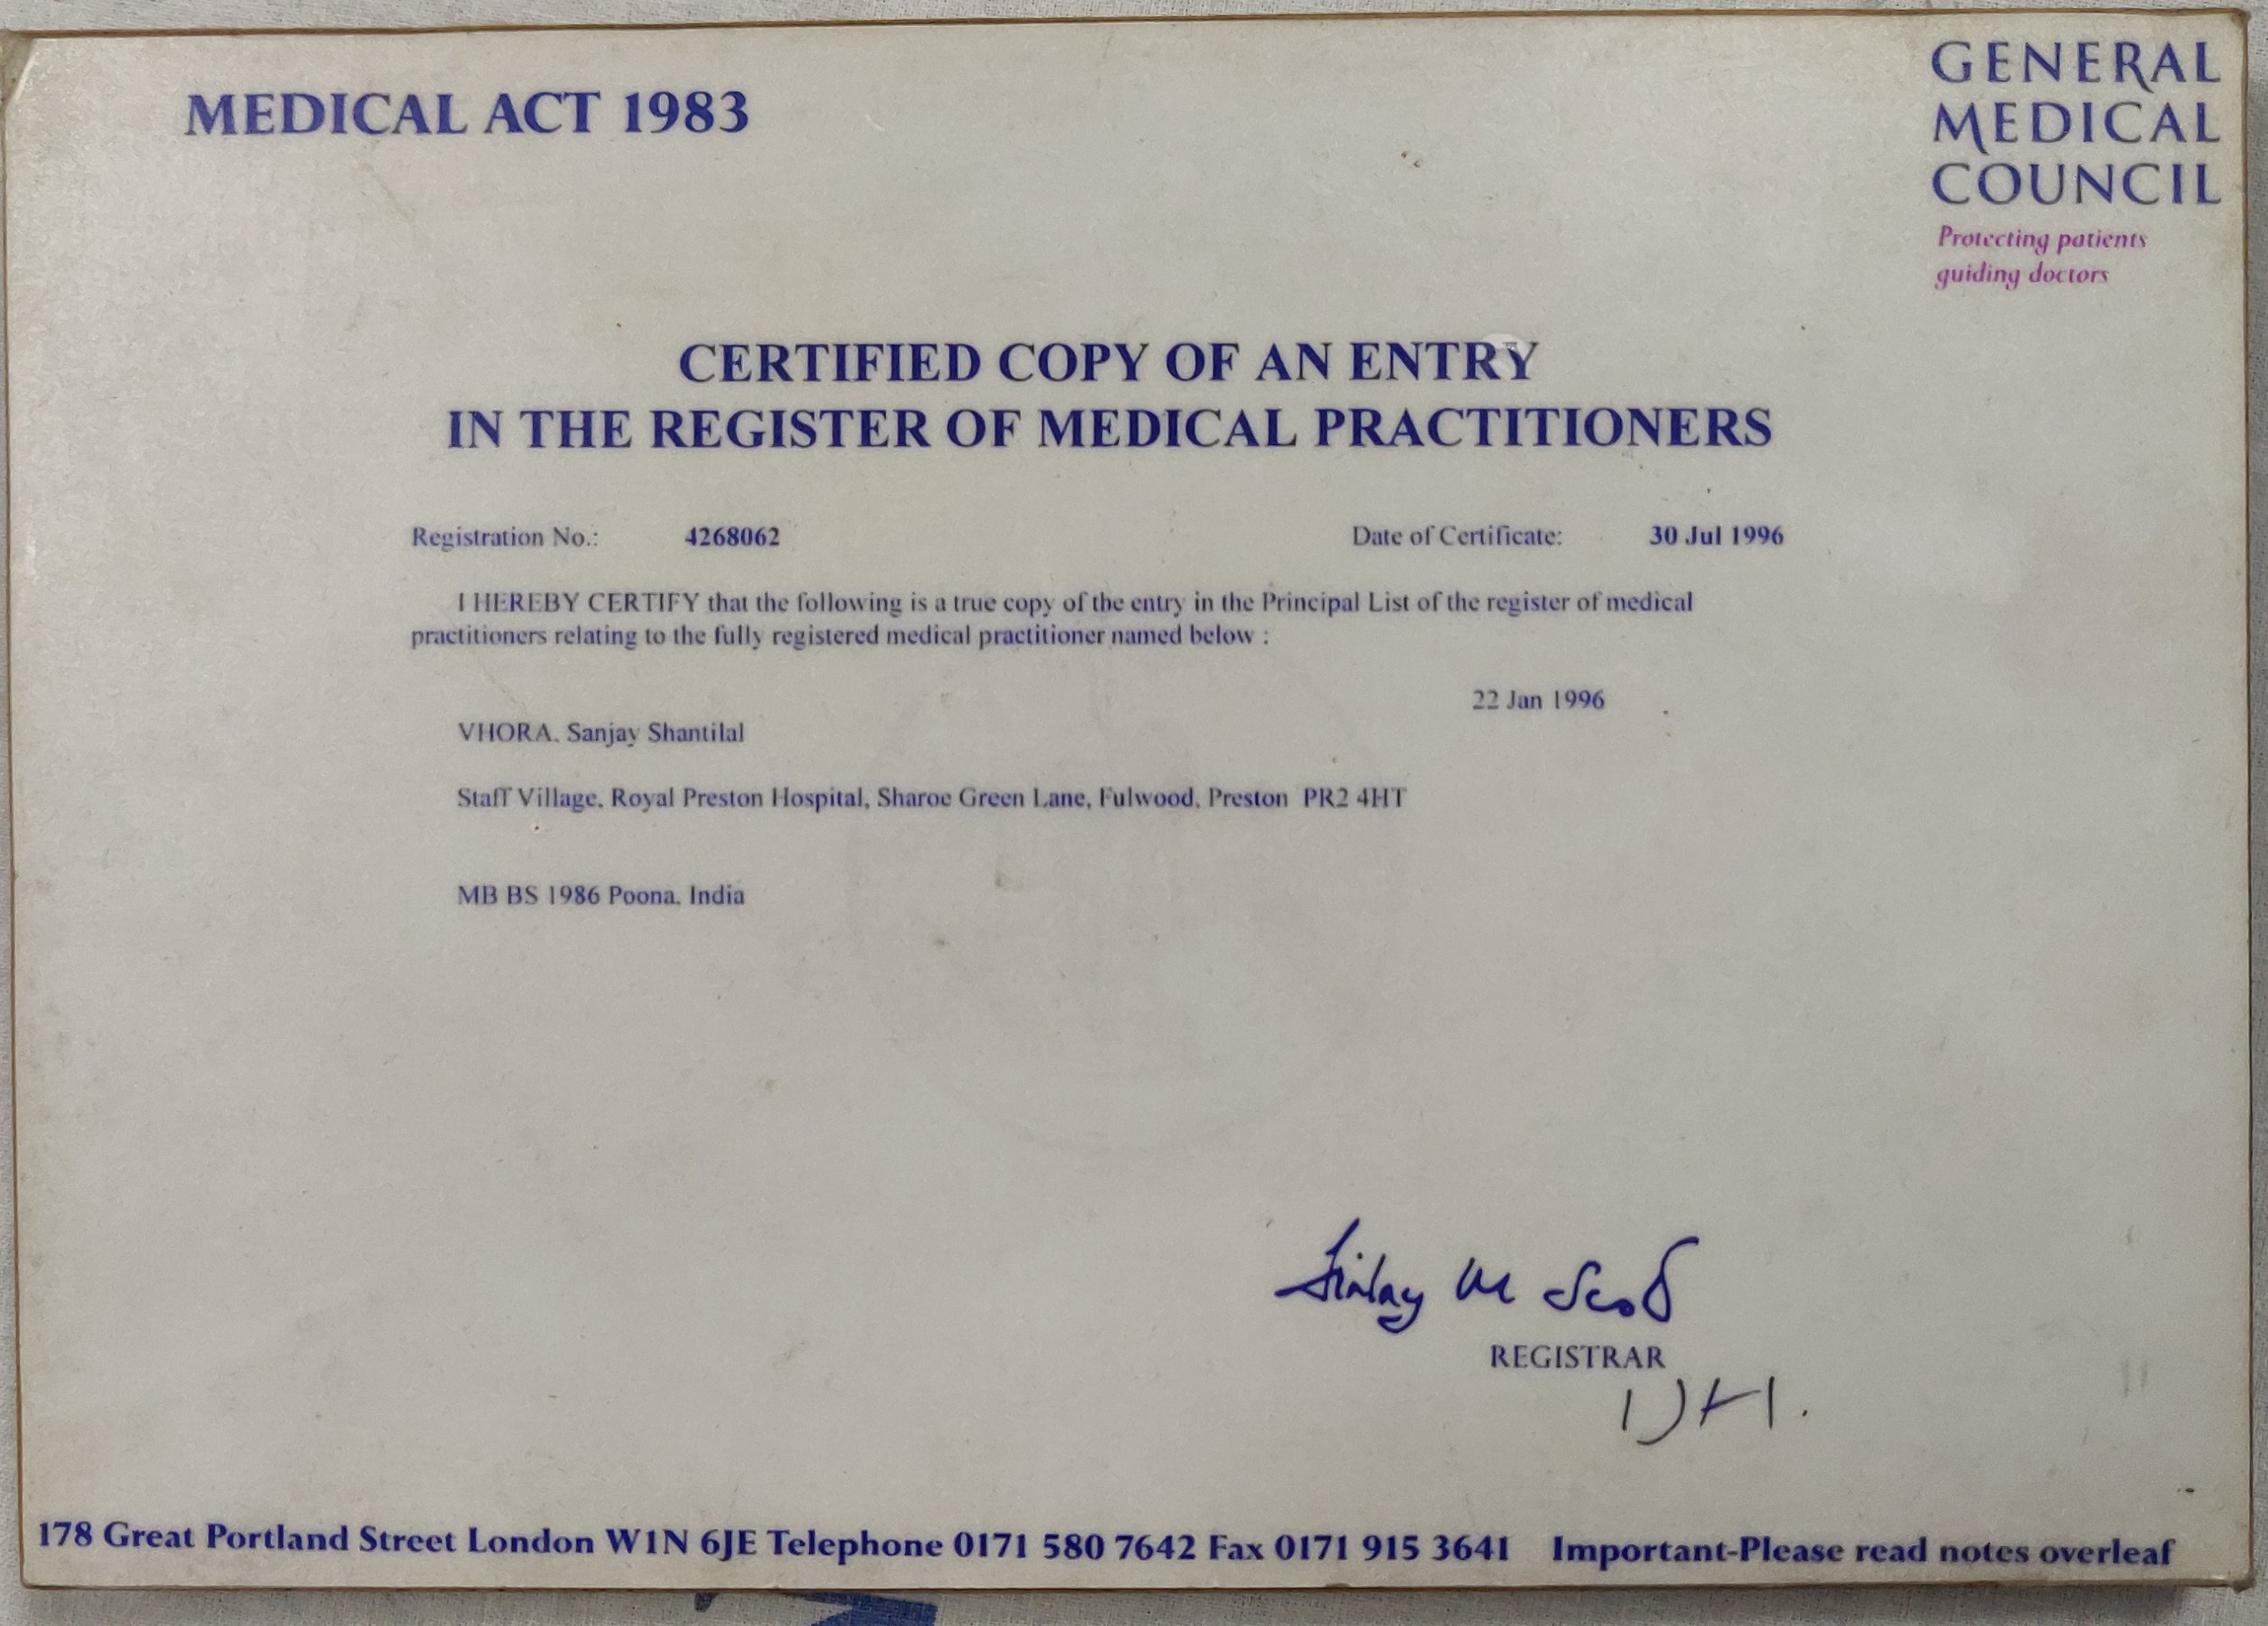 MEDICAL ACT 1983
GENERAL
MEDICAL
COUNCIL
Protecting patients
guiding doctors
CERTIFIED COPY OF AN ENTRY
IN THE REGISTER OF MEDICAL PRACTITIONERS
Registration No.: 4268062 Date of Certificate: 30 Jul 1996
I HEREBY CERTIFY that the following is a true copy of the entry in the Principal List of the register of medical
practitioners relating to the fully registered medical practitioner named below :
22 Jan 1996
VHORA, Sanjay Shantilal
Staff Village, Royal Preston Hospital, Sharoe Green Lane, Fulwood, Preston PR2 4HT
MB BS 1986 Poona, India
Finlay M Scott
REGISTRAR
178 Great Portland Street London W1N 6JE Telephone 0171 580 7642 Fax 0171 915 3641 Important-Please read notes overleaf